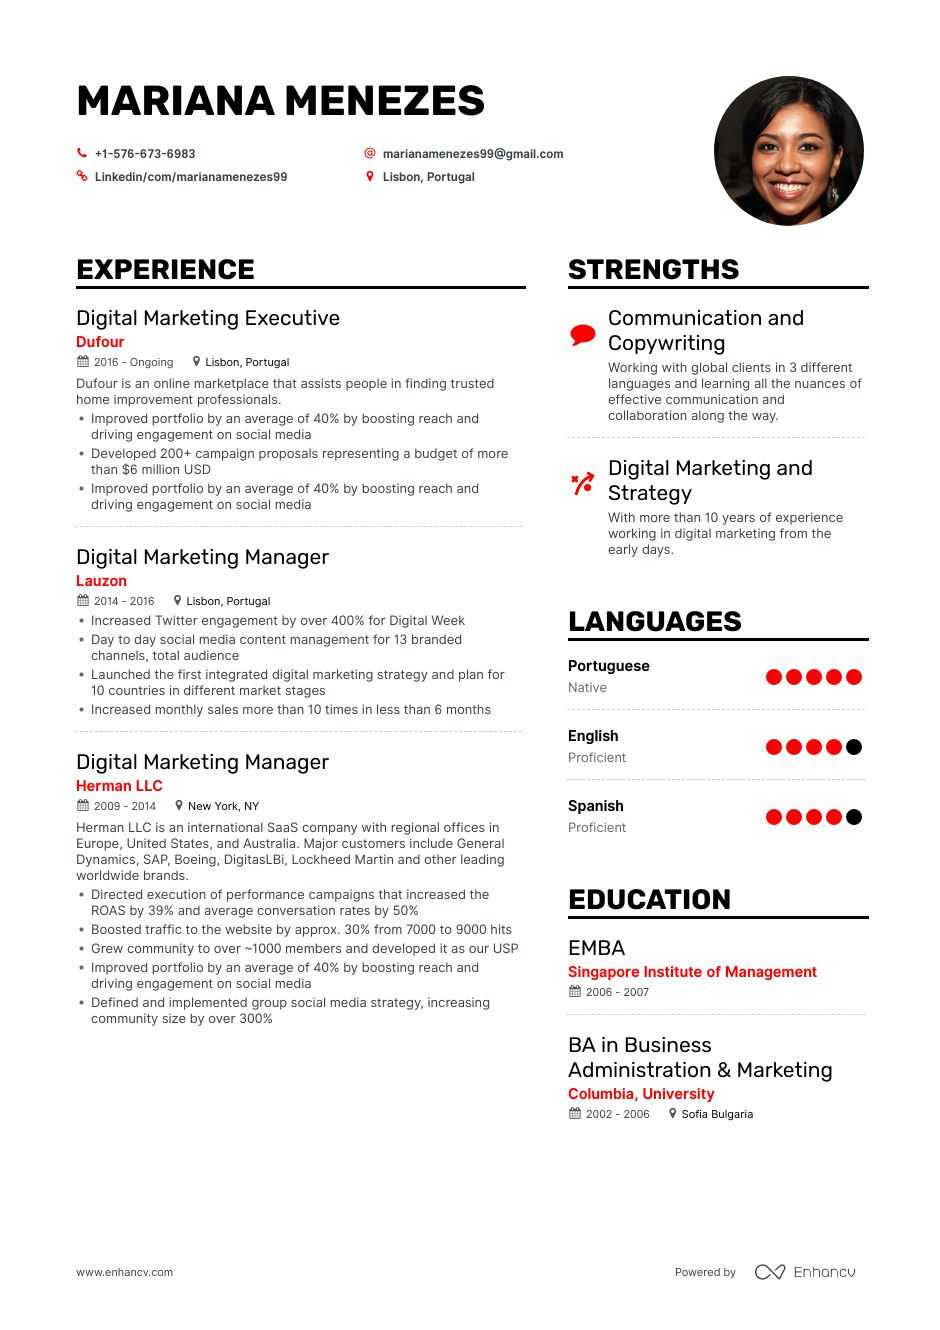 MARIANA MENEZES
+1-576-673-6983
marianamenezes99@gmail.com
Linkedin/com/marianamenezes99
Lisbon, Portugal
EXPERIENCE
Digital Marketing Executive
Dufour
2016 - Ongoing Lisbon, Portugal
Dufour is an online marketplace that assists people in finding trusted
home improvement professionals.
• Improved portfolio by an average of 40% by boosting reach and
driving engagement on social media
• Developed 200+ campaign proposals representing a budget of more
than $6 million USD
• Improved portfolio by an average of 40% by boosting reach and
driving engagement on social media
Digital Marketing Manager
Lauzon
2014 - 2016 Lisbon, Portugal
• Increased Twitter engagement by over 400% for Digital Week
• Day to day social media content management for 13 branded
channels, total audience
• Launched the first integrated digital marketing strategy and plan for
10 countries in different market stages
• Increased monthly sales more than 10 times in less than 6 months
Digital Marketing Manager
Herman LLC
2009 - 2014 New York, NY
Herman LLC is an international SaaS company with regional offices in
Europe, United States, and Australia. Major customers include General
Dynamics, SAP, Boeing, DigitasLBi, Lockheed Martin and other leading
worldwide brands.
• Directed execution of performance campaigns that increased the
ROAS by 39% and average conversation rates by 50%
• Boosted traffic to the website by approx. 30% from 7000 to 9000 hits
• Grew community to over ~1000 members and developed it as our USP
• Improved portfolio by an average of 40% by boosting reach and
driving engagement on social media
• Defined and implemented group social media strategy, increasing
community size by over 300%
STRENGTHS
Communication and
Copywriting
Working with global clients in 3 different
languages and learning all the nuances of
effective communication and
collaboration along the way.
Digital Marketing and
Strategy
With more than 10 years of experience
working in digital marketing from the
early days.
LANGUAGES
Portuguese
Native
English
Proficient
Spanish
Proficient
EDUCATION
EMBA
Singapore Institute of Management
2006 - 2007
BA in Business
Administration & Marketing
Columbia, University
2002 - 2006 Sofia Bulgaria
www.enhancv.com
Powered by Enhancv